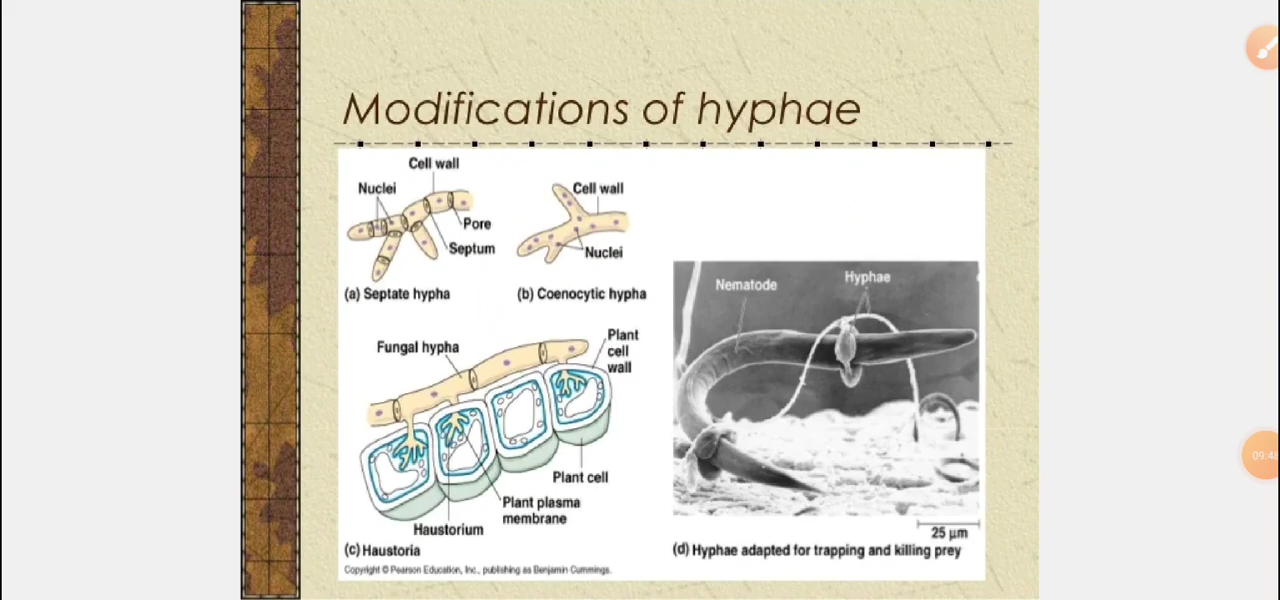 Modifications of hyphae
Cell wall
Nuclei
Pore
Septum
(a) Septate hypha
Cell wall
Nuclei
(b) Coenocytic hypha
Fungal hypha
Plant
cell
wall
Plant cell
Plant plasma
membrane
Haustorium
(c) Haustoria
Nematode
Hyphae
25 µm
(d) Hyphae adapted for trapping and killing prey
Copyright © Pearson Education, Inc., publishing as Benjamin Cummings.